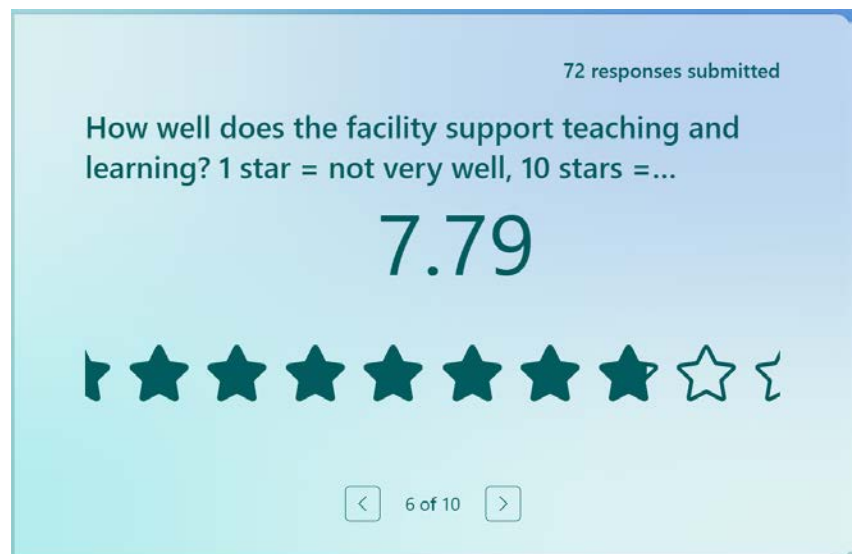 72 responses submitted
How well does the facility support teaching and
learning? 1 star = not very well, 10 stars =...
7.79
6 of 10